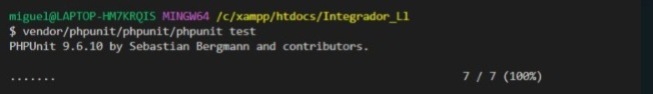 miguel@LAPTOP-HM7KRQIS MINGW64 /c/xampp/htdocs/Integrador_Ll
$ vendor/phpunit/phpunit/phpunit test
PHPUnit 9.6.10 by Sebastian Bergmann and contributors.
....... 7 / 7 (100%)